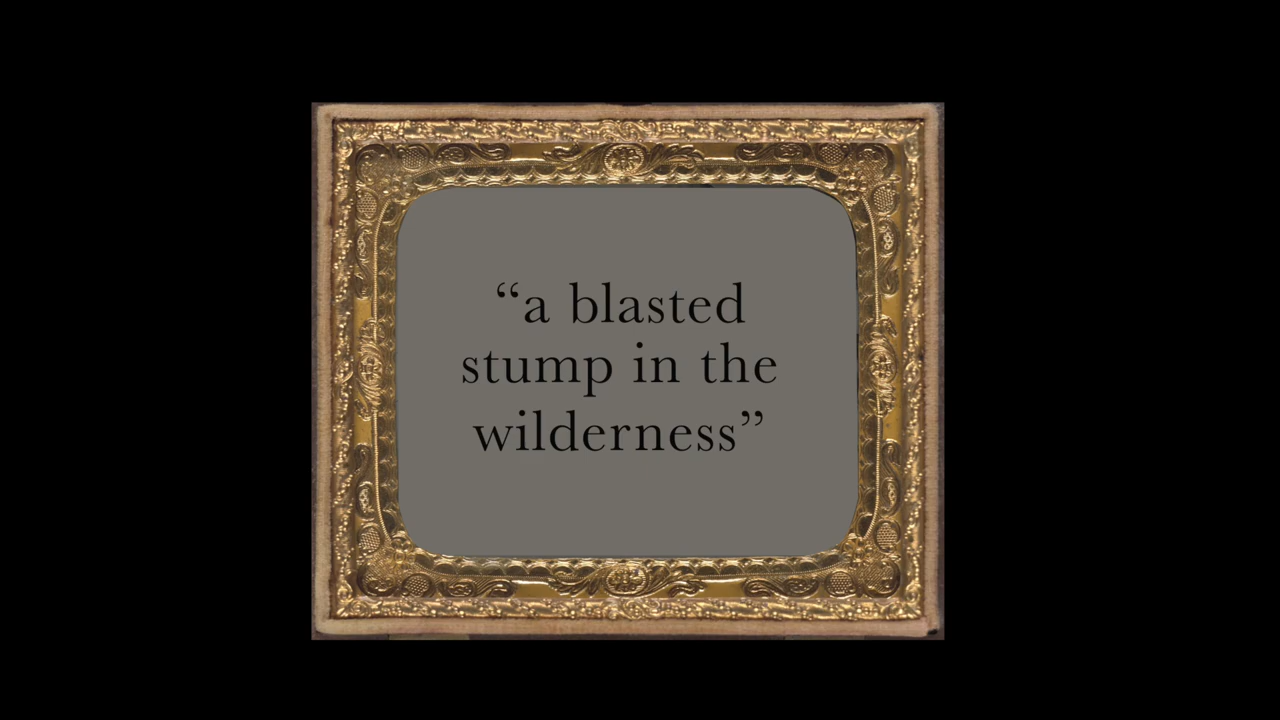 “a blasted
stump in the
wilderness”